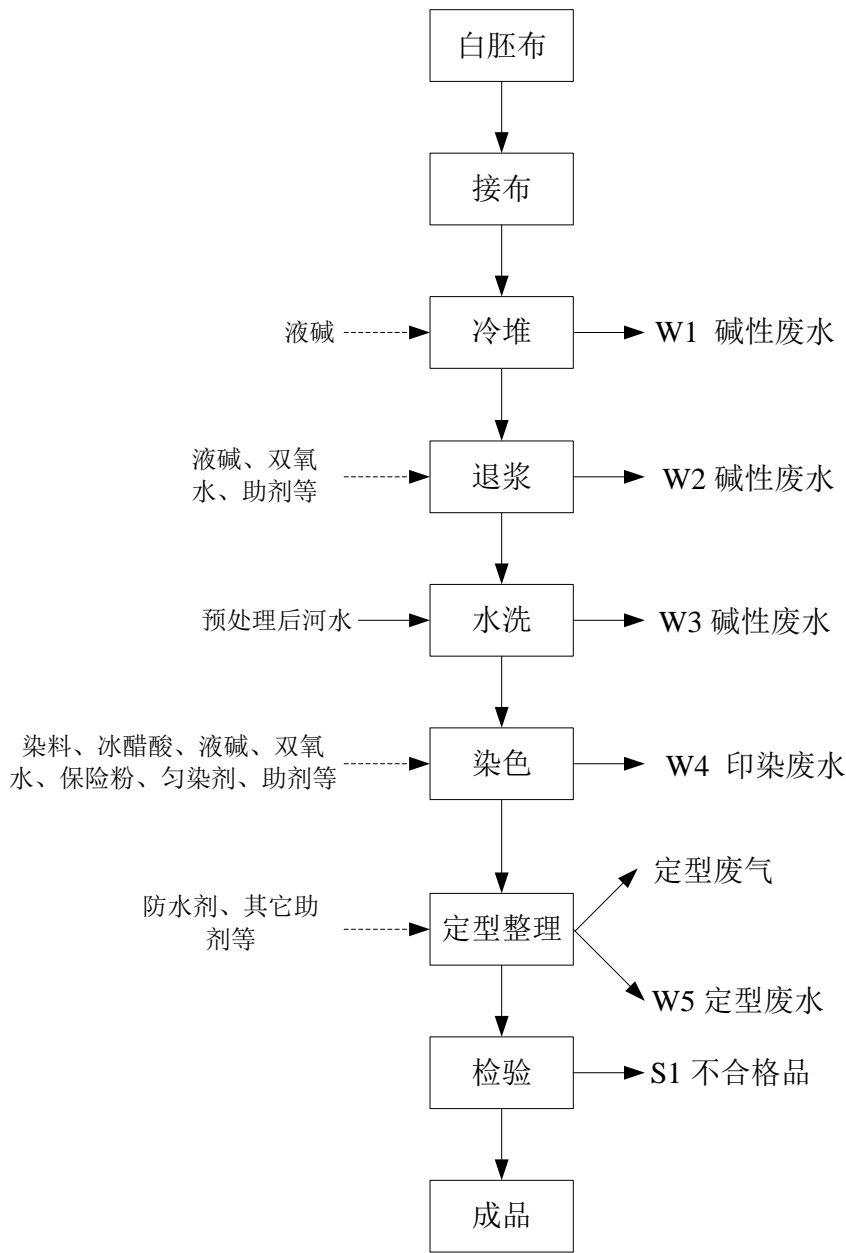 白胚布
接布
液碱
冷堆
W1 碱性废水
液碱、双氧
水、助剂等
退浆
W2 碱性废水
预处理后河水
水洗
W3 碱性废水
染料、冰醋酸、液碱、双氧
水、保险粉、匀染剂、助剂等
染色
W4 印染废水
定型废气
防水剂、其它助
剂等
定型整理
W5 定型废水
检验
S1 不合格品
成品